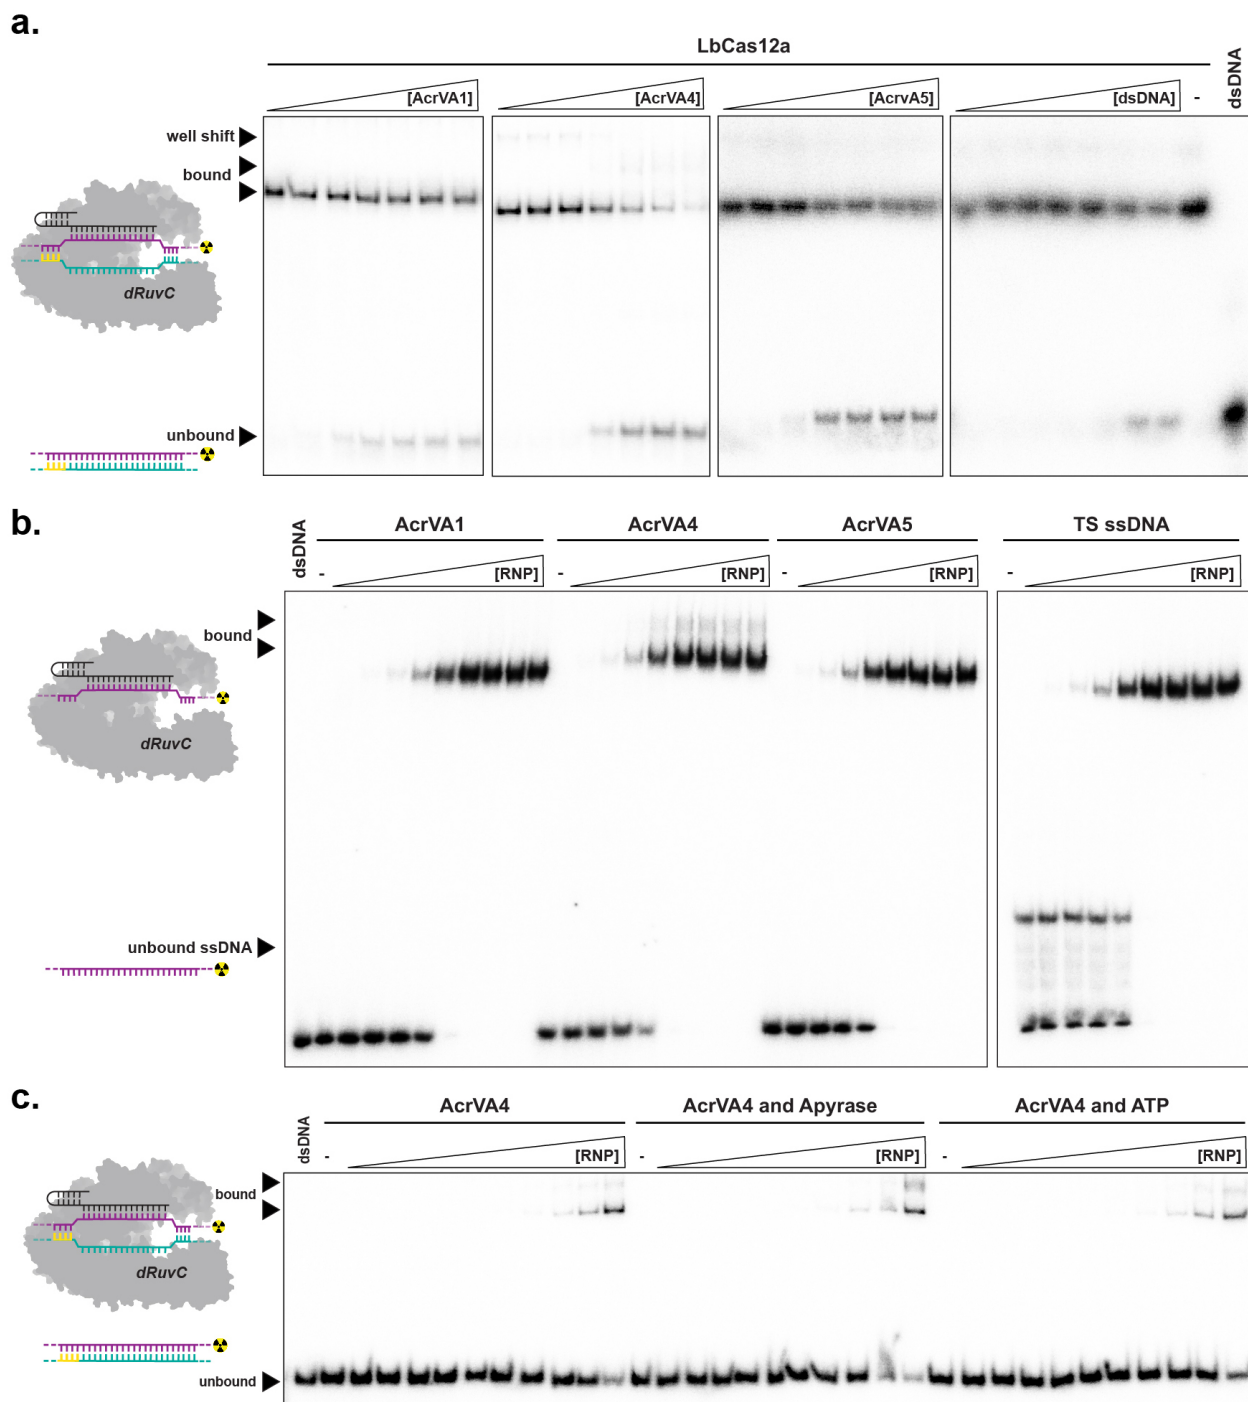 a.
LbCas12a
dsDNA
[AcrVA1]
[AcrVA4]
[AcrvA5]
[dsDNA]
-
well shift
bound
dRuvC
unbound
b.
dsDNA
AcrVA1
AcrVA4
AcrVA5
TS ssDNA
-
[RNP]
-
[RNP]
-
[RNP]
-
[RNP]
bound
dRuvC
unbound ssDNA
c.
dsDNA
AcrVA4
AcrVA4 and Apyrase
AcrVA4 and ATP
-
[RNP]
-
[RNP]
-
[RNP]
bound
dRuvC
unbound